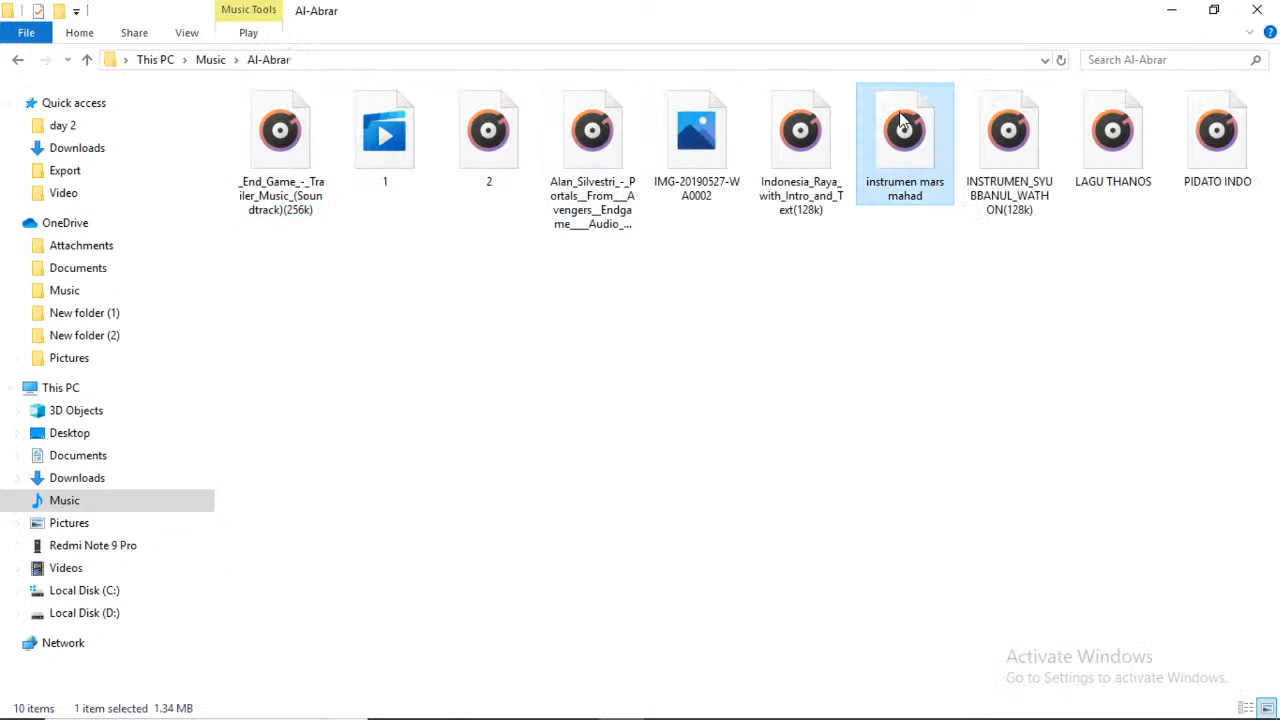 Music Tools
Al-Abrar
File
Home
Share
View
Play
This PC
Music
Al-Abrar
Search Al-Abrar
Quick access
day 2
Downloads
Export
Video
OneDrive
Attachments
Documents
Music
New folder (1)
New folder (2)
Pictures
This PC
3D Objects
Desktop
Documents
Downloads
Music
Pictures
Redmi Note 9 Pro
Videos
Local Disk (C:)
Local Disk (D:)
Network
_End_Game_-_Tra
iler_Music_(Soun
dtrack)(256k)
1
2
Alan_Silvestri_-_P
ortals__From___A
vengers__Endga
me____Audio_...
IMG-20190527-W
A0002
Indonesia_Raya_
with_Intro_and_T
ext(128k)
instrumen mars
mahad
INSTRUMEN_SYU
BBANUL_WATH
ON(128k)
LAGU THANOS
PIDATO INDO
Activate Windows
Go to Settings to activate Windows.
10 items
1 item selected 1.34 MB